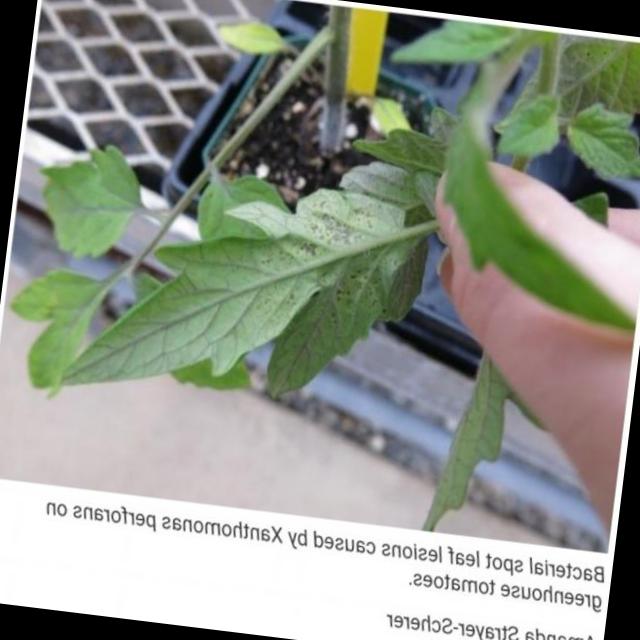 Bacterial spot leaf lesions caused by Xanthomonas perforans on
greenhouse tomatoes.
Amanda Strayer-Scherer